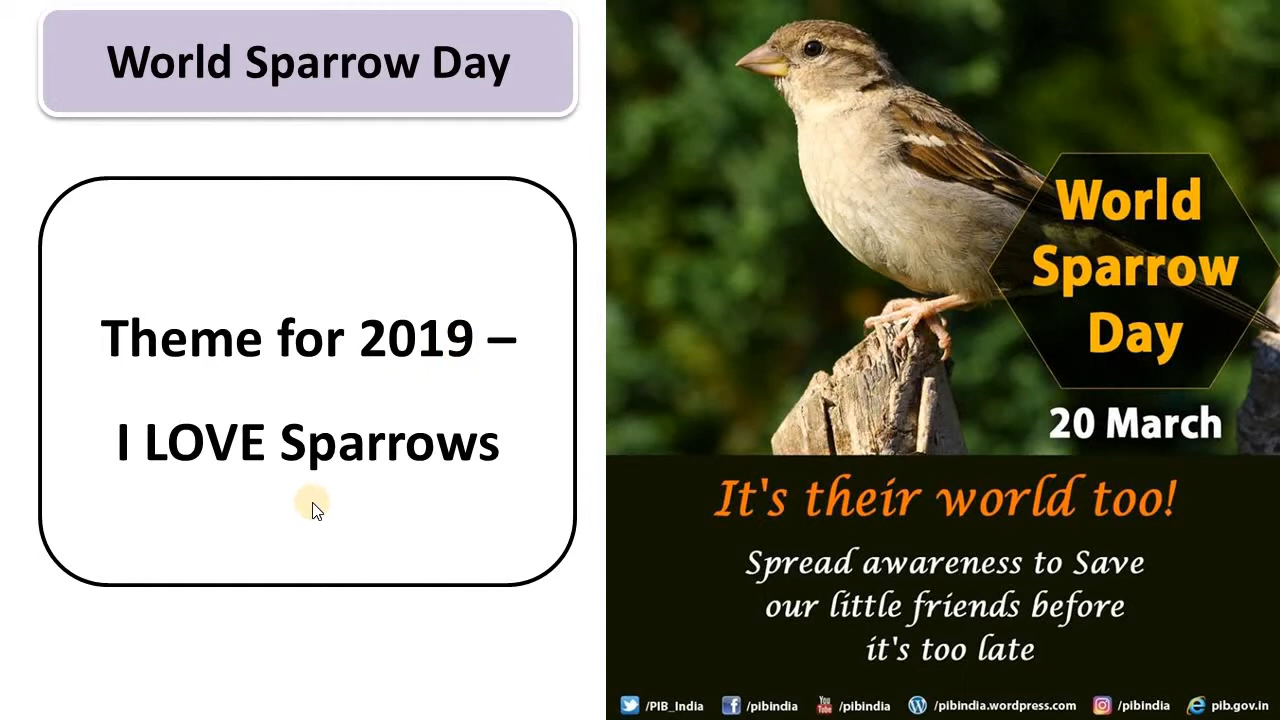 World Sparrow Day
Theme for 2019 –
I LOVE Sparrows
World
Sparrow
Day
20 March
It's their world too!
Spread awareness to Save
our little friends before
it's too late
/PIB_India /pibindia You Tube /pibindia /pibindia.wordpress.com /pibindia pib.gov.in